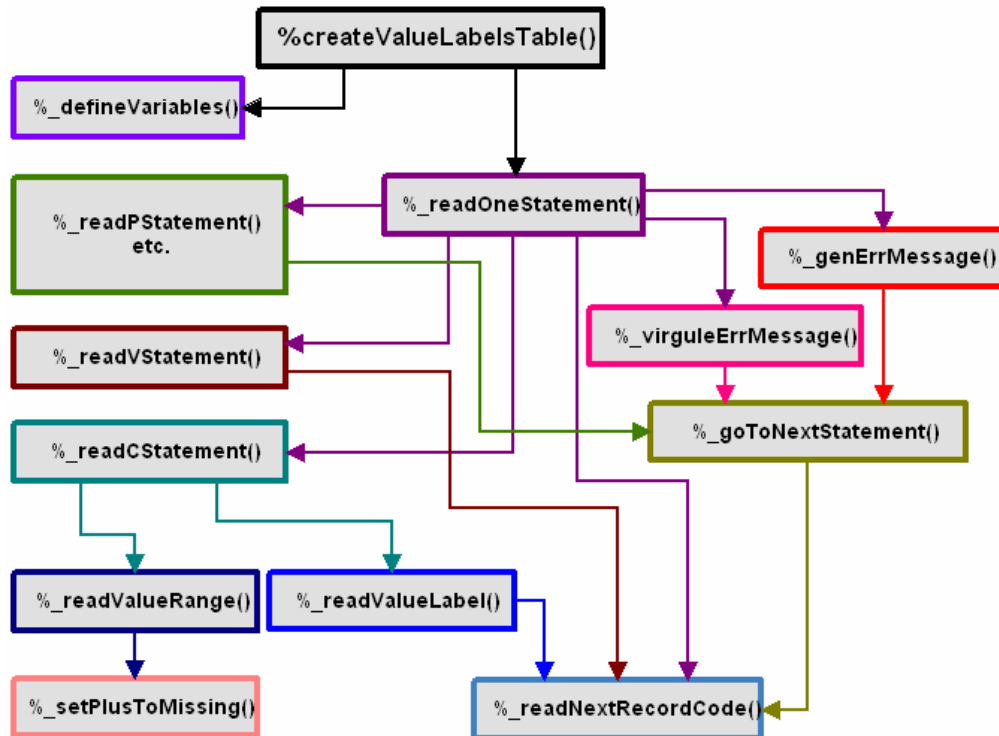 %createValueLabelsTable()
%_defineVariables()
%_readOneStatement()
%_readPStatement()
etc.
%_genErrMessage()
%_readVStatement()
%_virguleErrMessage()
%_goToNextStatement()
%_readCStatement()
%_readValueRange()
%_readValueLabel()
%_setPlusToMissing()
%_readNextRecordCode()